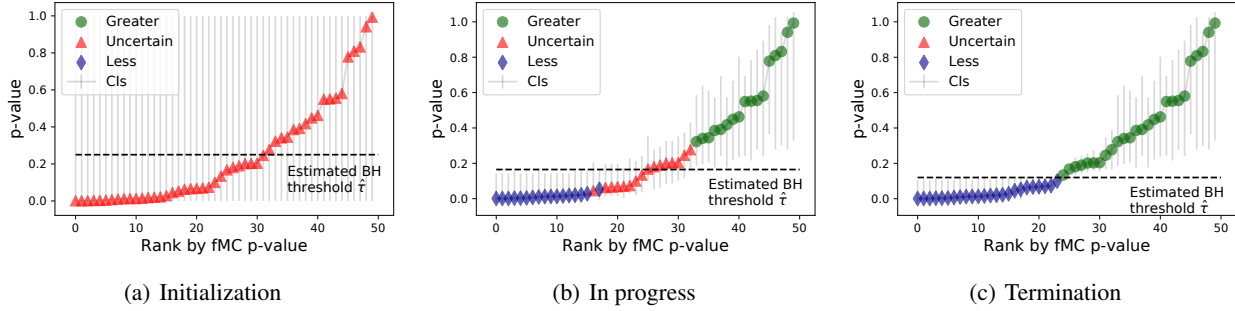 1.0
0.8
0.6
0.4
0.2
0.0
p-value
Greater
Uncertain
Less
CIs
Estimated BH
threshold τ̂
0 10 20 30 40 50
Rank by fMC p-value
(a) Initialization
1.0
0.8
0.6
0.4
0.2
0.0
p-value
Greater
Uncertain
Less
CIs
Estimated BH
threshold τ̂
0 10 20 30 40 50
Rank by fMC p-value
(b) In progress
1.0
0.8
0.6
0.4
0.2
0.0
p-value
Greater
Uncertain
Less
CIs
Estimated BH
threshold τ̂
0 10 20 30 40 50
Rank by fMC p-value
(c) Termination